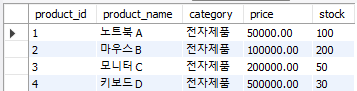 product_id product_name category price stock
1 노트북 A 전자제품 50000.00 100
2 마우스 B 전자제품 100000.00 200
3 모니터 C 전자제품 200000.00 50
4 키보드 D 전자제품 500000.00 30